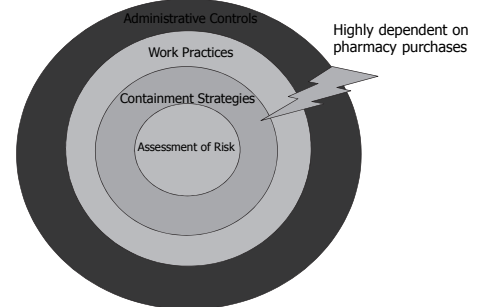 Administrative Controls
Highly dependent on
pharmacy purchases
Work Practices
Containment Strategies
Assessment of Risk